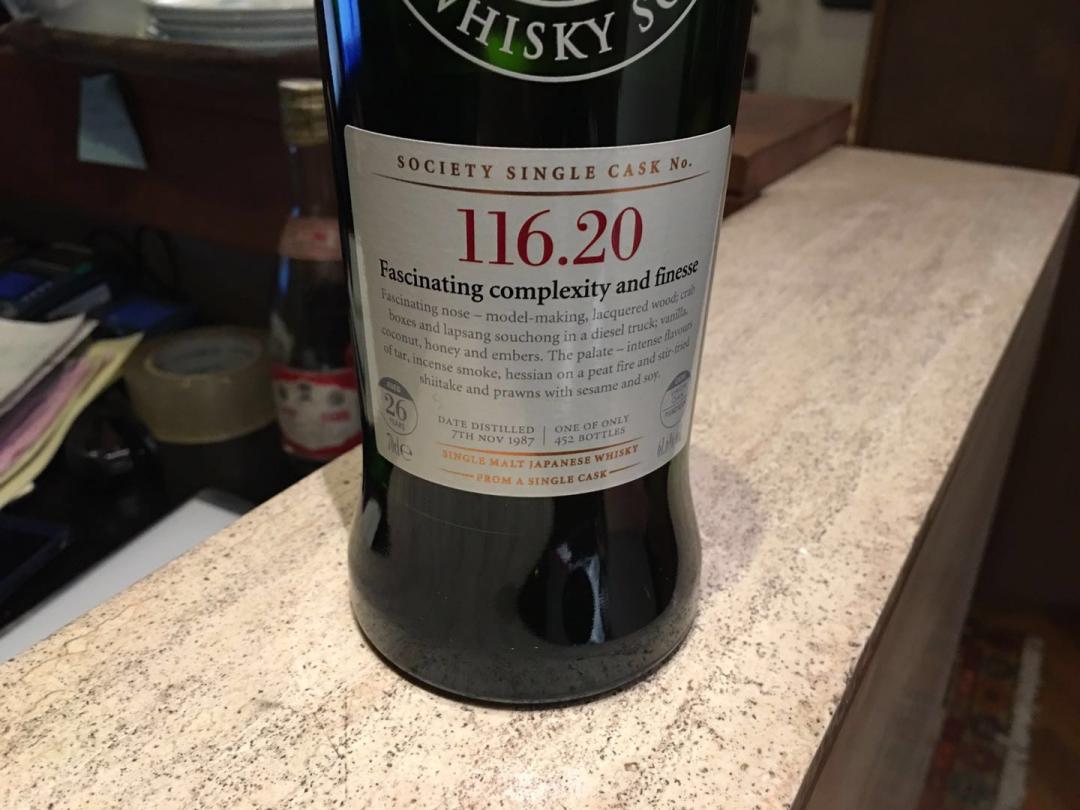 WHISKY SO
SOCIETY SINGLE CASK No.
116.20
Fascinating complexity and finesse
Fascinating nose – model-making, lacquered wood; crab
boxes and lapsang souchong in a diesel truck; vanilla,
coconut, honey and embers. The palate – intense flavours
of tar, incense smoke, hessian on a peat fire and stir-fried
shiitake and prawns with sesame and soy.
AGED
26
YEARS
DATE DISTILLED
7TH NOV 1987
ONE OF ONLY
452 BOTTLES
70cl e
SINGLE MALT JAPANESE WHISKY
FROM A SINGLE CASK